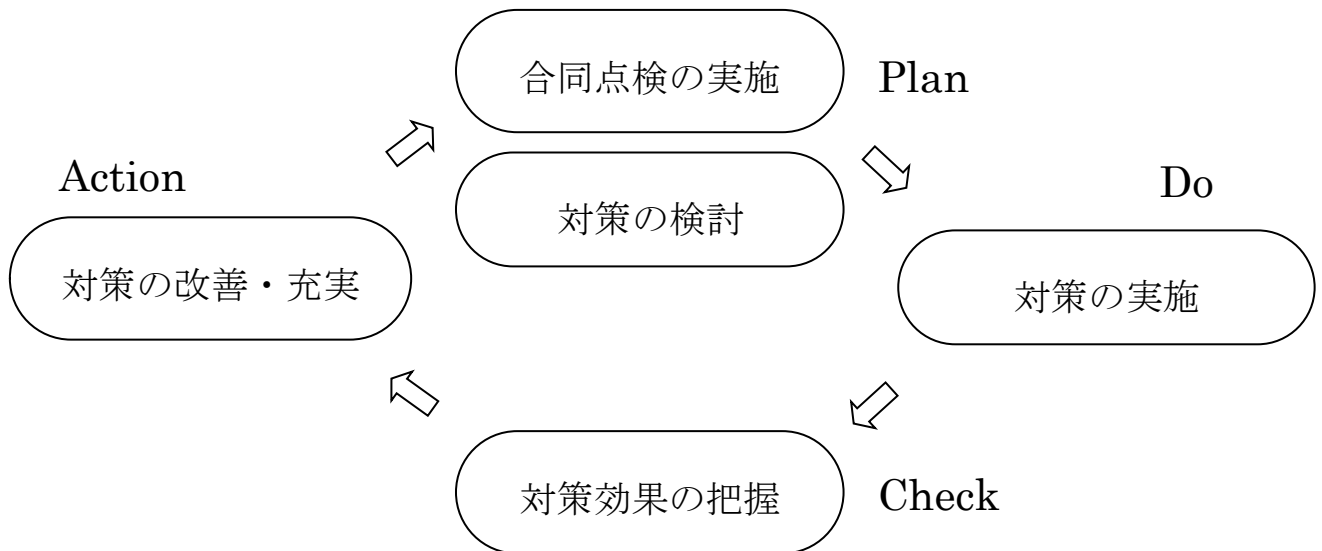 合同点検の実施
Plan
対策の検討
Action
Do
対策の改善・充実
対策の実施
対策効果の把握
Check